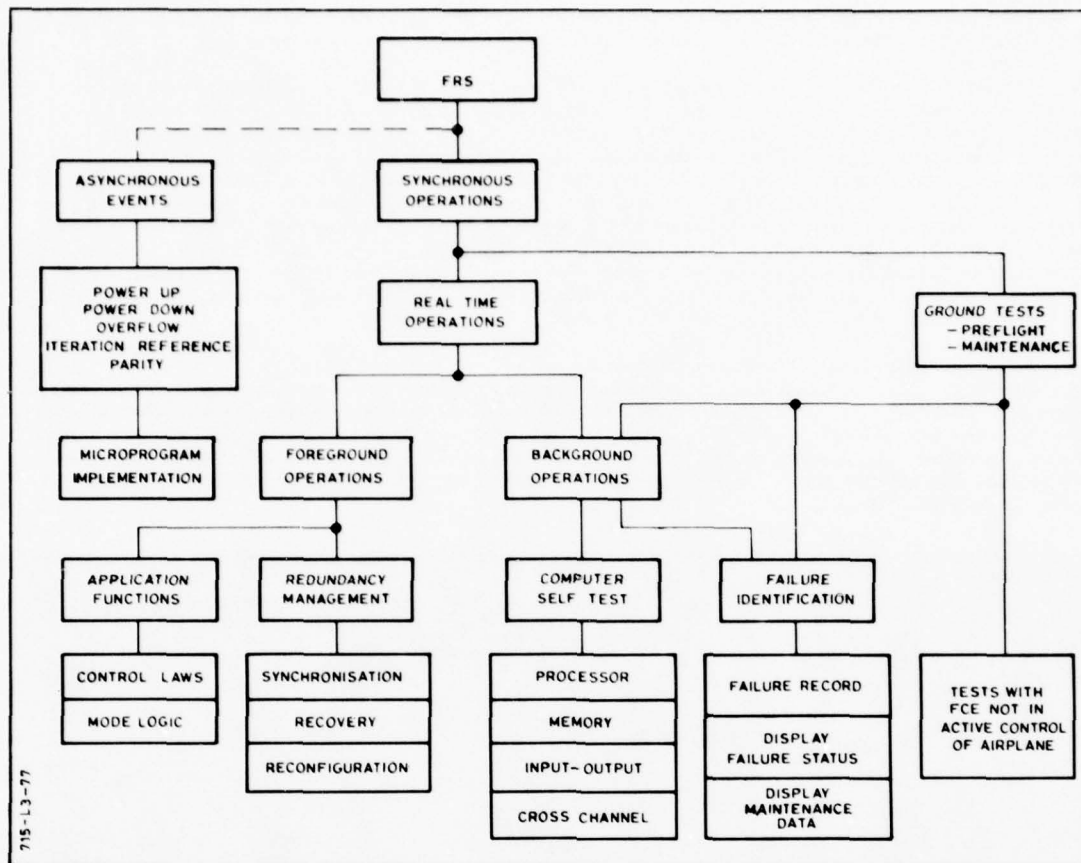 FRS
ASYNCHRONOUS
EVENTS
SYNCHRONOUS
OPERATIONS
POWER UP
POWER DOWN
OVERFLOW
ITERATION REFERENCE
PARITY
REAL TIME
OPERATIONS
GROUND TESTS
- PREFLIGHT
- MAINTENANCE
MICROPROGRAM
IMPLEMENTATION
FOREGROUND
OPERATIONS
BACKGROUND
OPERATIONS
APPLICATION
FUNCTIONS
REDUNDANCY
MANAGEMENT
COMPUTER
SELF TEST
FAILURE
IDENTIFICATION
CONTROL LAWS
MODE LOGIC
SYNCHRONISATION
RECOVERY
RECONFIGURATION
PROCESSOR
MEMORY
INPUT-OUTPUT
CROSS CHANNEL
FAILURE RECORD
DISPLAY
FAILURE STATUS
DISPLAY
MAINTENANCE
DATA
TESTS WITH
FCE NOT IN
ACTIVE CONTROL
OF AIRPLANE
715-L3-77